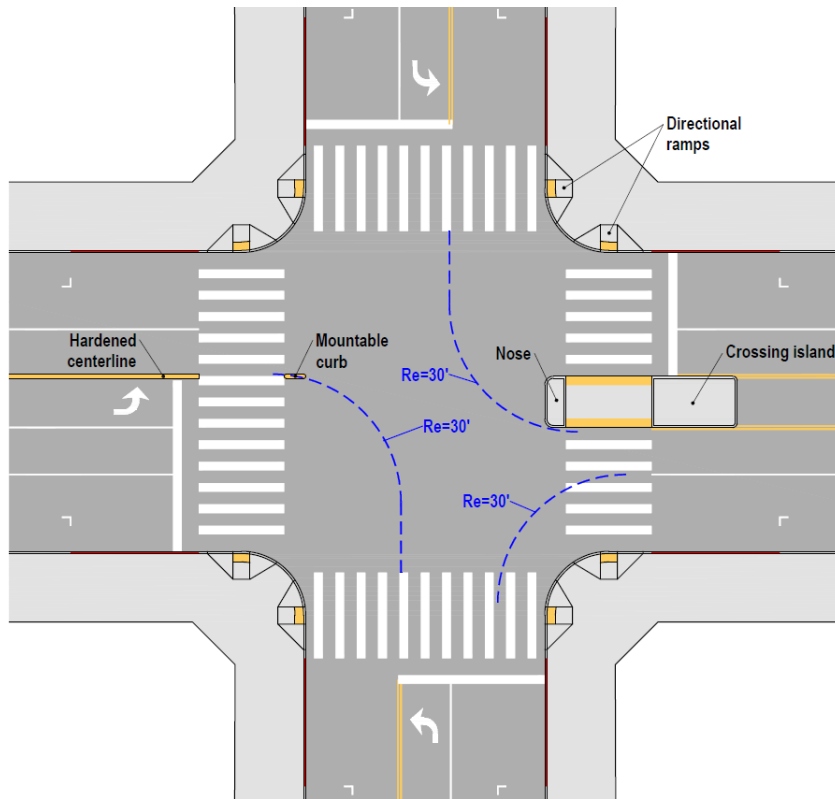 Directional
ramps
Hardened
centerline
Mountable
curb
Nose
Crossing island
Re=30'
Re=30'
Re=30'